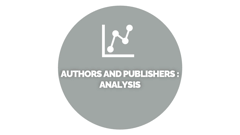 AUTHORS AND PUBLISHERS :
ANALYSIS